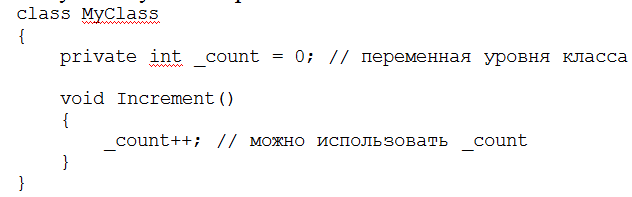 class MyClass
{
    private int _count = 0; // переменная уровня класса
    void Increment()
    {
        _count++; // можно использовать _count
    }
}